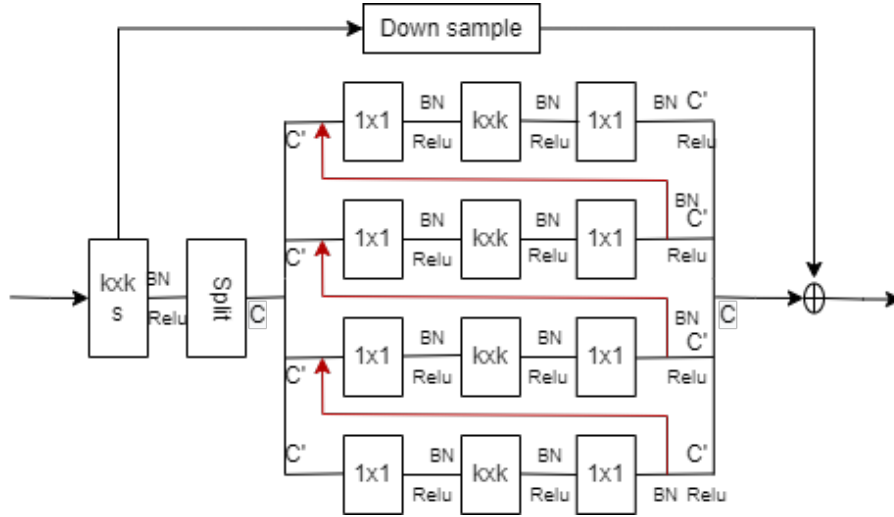 Down sample
BN BN BN C'
C' 1x1 kxk 1x1
Relu Relu Relu
BN
BN BN C'
1x1 kxk 1x1
C' Relu Relu Relu
kxk BN
s Relu
Split
C
C
BN
BN BN C'
1x1 kxk 1x1
C' Relu Relu Relu
BN BN
C' 1x1 kxk 1x1 C'
Relu Relu BN Relu